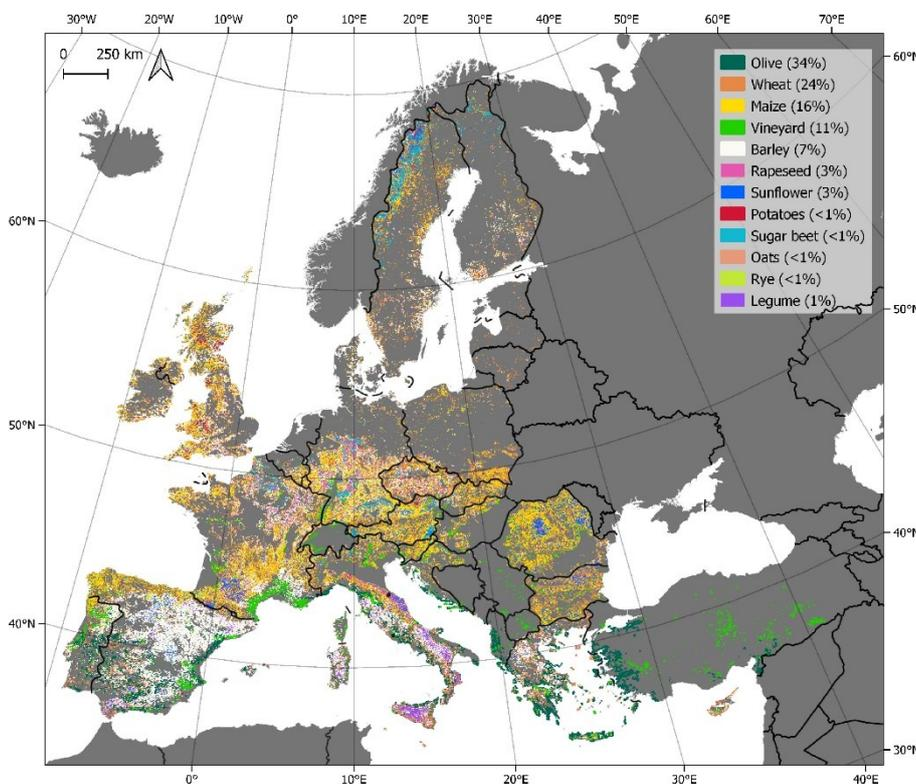 30°W 20°W 10°W 0° 10°E 20°E 30°E 40°E 50°E 60°E 70°E
0 250 km
60°N
50°N
40°N
30°N
Olive (34%)
Wheat (24%)
Maize (16%)
Vineyard (11%)
Barley (7%)
Rapeseed (3%)
Sunflower (3%)
Potatoes (<1%)
Sugar beet (<1%)
Oats (<1%)
Rye (<1%)
Legume (1%)
60°N
50°N
40°N
0° 10°E 20°E 30°E 40°E